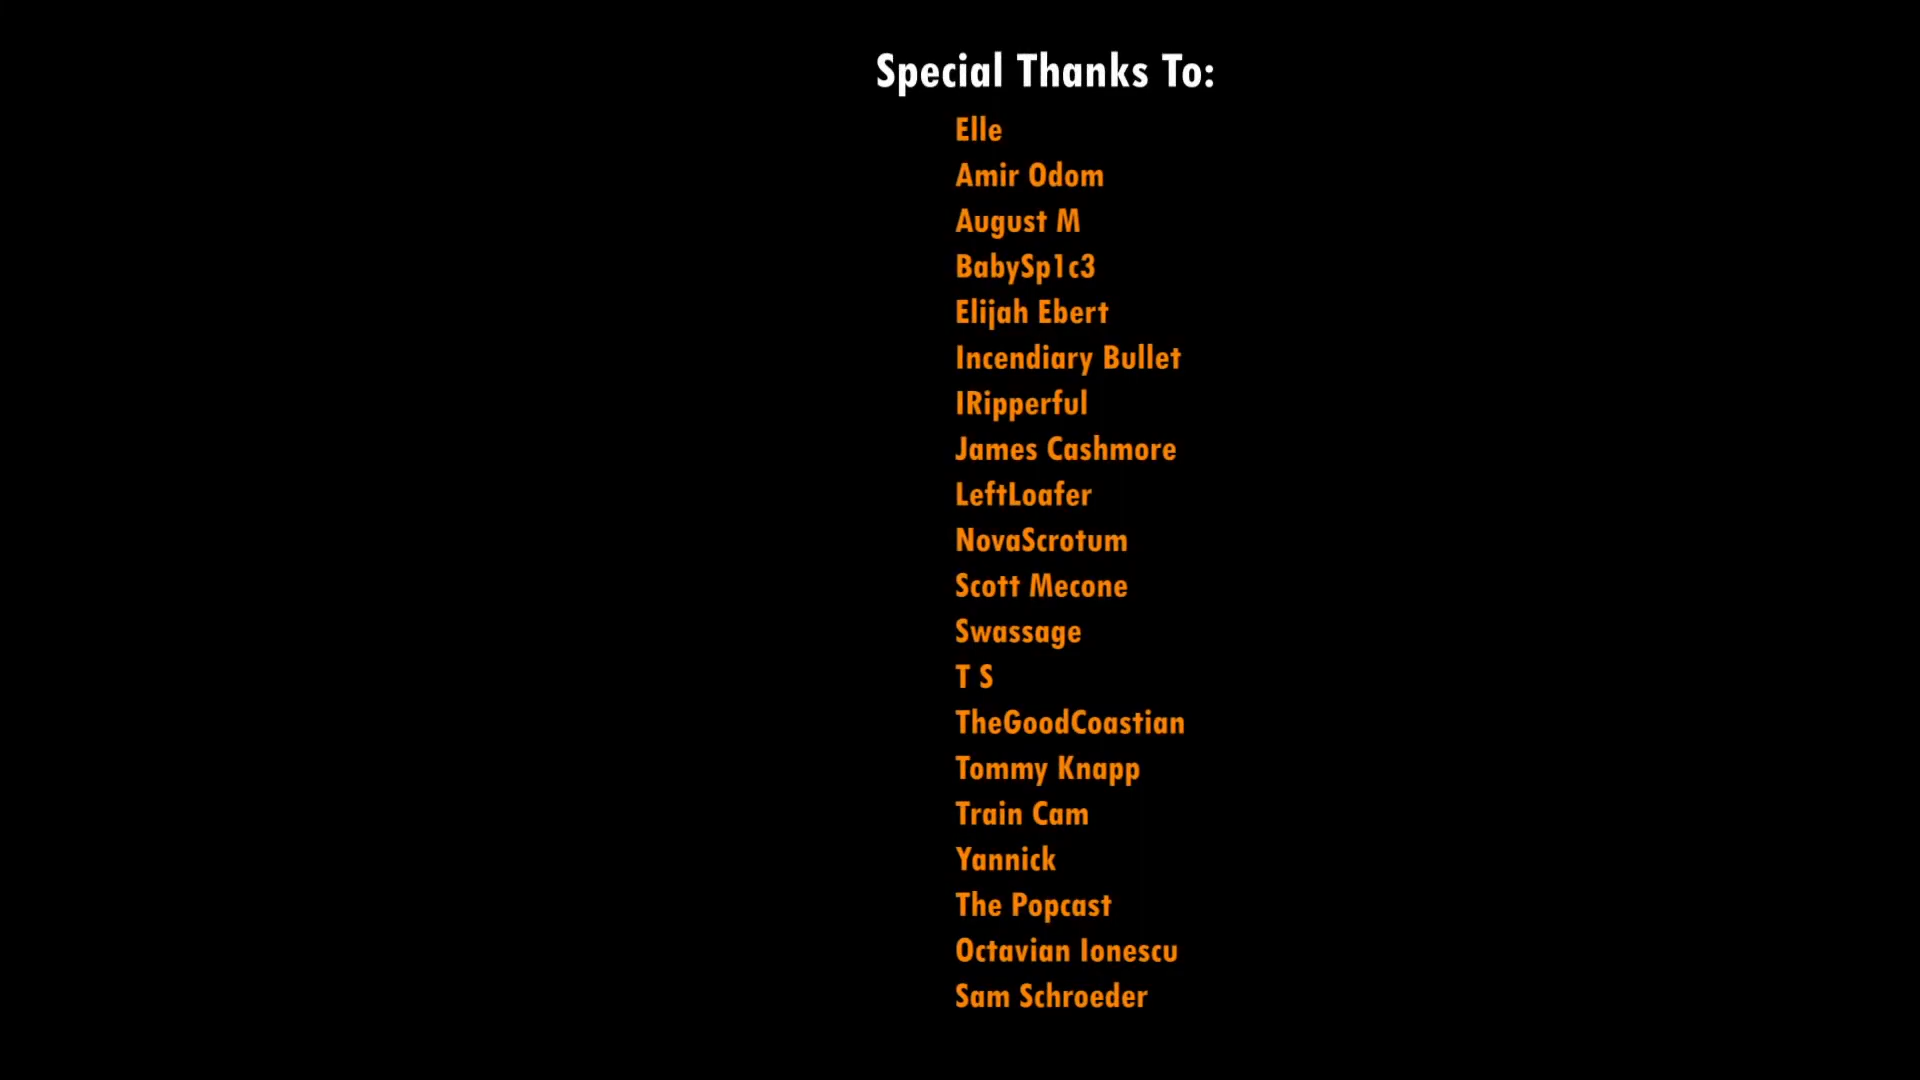 Special Thanks To:
Elle
Amir Odom
August M
BabySp1c3
Elijah Ebert
Incendiary Bullet
IRipperful
James Cashmore
LeftLoafer
NovaScrotum
Scott Mecone
Swassage
T S
TheGoodCoastian
Tommy Knapp
Train Cam
Yannick
The Popcast
Octavian Ionescu
Sam Schroeder